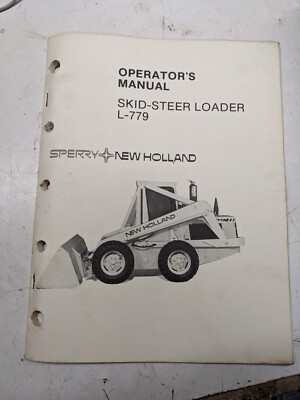 OPERATOR'S
MANUAL
SKID-STEER LOADER
L-779
SPERRY NEW HOLLAND
NEW HOLLAND